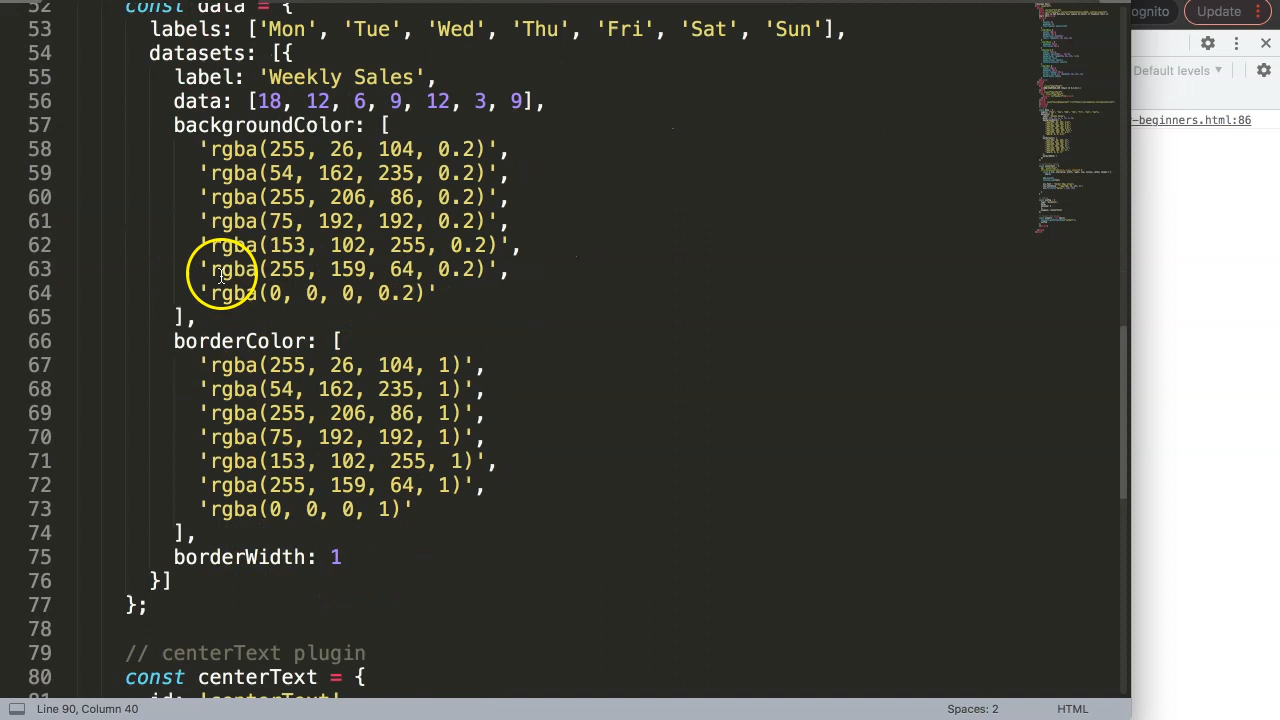 52 const data = {
53 labels: ['Mon', 'Tue', 'Wed', 'Thu', 'Fri', 'Sat', 'Sun'],
54 datasets: [{
55 label: 'Weekly Sales',
56 data: [18, 12, 6, 9, 12, 3, 9],
57 backgroundColor: [
58 'rgba(255, 26, 104, 0.2)',
59 'rgba(54, 162, 235, 0.2)',
60 'rgba(255, 206, 86, 0.2)',
61 'rgba(75, 192, 192, 0.2)',
62 'rgba(153, 102, 255, 0.2)',
63 'rgba(255, 159, 64, 0.2)',
64 'rgba(0, 0, 0, 0.2)'
65 ],
66 borderColor: [
67 'rgba(255, 26, 104, 1)',
68 'rgba(54, 162, 235, 1)',
69 'rgba(255, 206, 86, 1)',
70 'rgba(75, 192, 192, 1)',
71 'rgba(153, 102, 255, 1)',
72 'rgba(255, 159, 64, 1)',
73 'rgba(0, 0, 0, 1)'
74 ],
75 borderWidth: 1
76 }]
77 };
78
79 // centerText plugin
80 const centerText = {
81 id: 'centerText'
Line 90, Column 40
Spaces: 2
HTML
ognito
Update
Default levels
-beginners.html:86